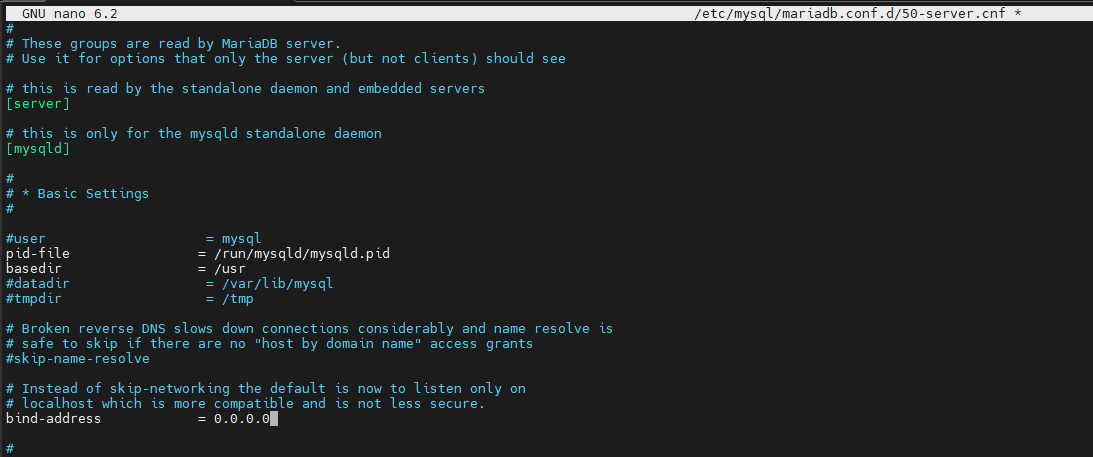 GNU nano 6.2 /etc/mysql/mariadb.conf.d/50-server.cnf *
#
# These groups are read by MariaDB server.
# Use it for options that only the server (but not clients) should see
# this is read by the standalone daemon and embedded servers
[server]
# this is only for the mysqld standalone daemon
[mysqld]
#
# * Basic Settings
#
#user = mysql
pid-file = /run/mysqld/mysqld.pid
basedir = /usr
#datadir = /var/lib/mysql
#tmpdir = /tmp
# Broken reverse DNS slows down connections considerably and name resolve is
# safe to skip if there are no "host by domain name" access grants
#skip-name-resolve
# Instead of skip-networking the default is now to listen only on
# localhost which is more compatible and is not less secure.
bind-address = 0.0.0.0
#